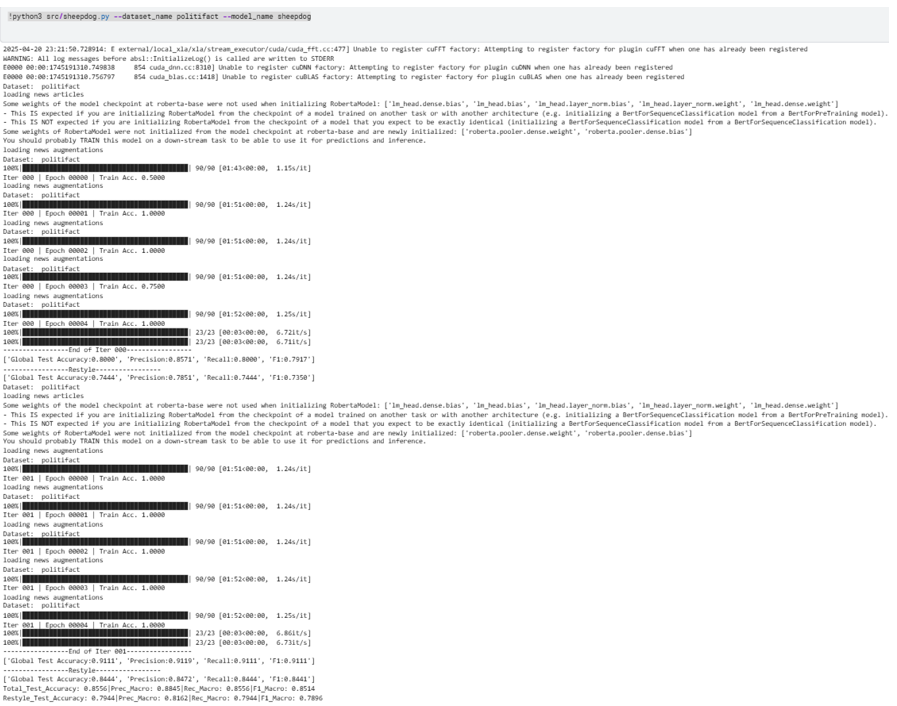 !python3 src/sheepdog.py --dataset_name politifact --model_name sheepdog
2025-04-20 23:21:50.728914: E external/local_xla/xla/stream_executor/cuda/cuda_fft.cc:477] Unable to register cuFFT factory: Attempting to register factory for plugin cuFFT when one has already been registered
WARNING: All log messages before absl::InitializeLog() is called are written to STDERR
E0000 00:00:1745191310.749838     854 cuda_dnn.cc:8310] Unable to register cuDNN factory: Attempting to register factory for plugin cuDNN when one has already been registered
E0000 00:00:1745191310.756797     854 cuda_blas.cc:1418] Unable to register cuBLAS factory: Attempting to register factory for plugin cuBLAS when one has already been registered
Dataset:  politifact
loading news articles
Some weights of the model checkpoint at roberta-base were not used when initializing RobertaModel: ['lm_head.dense.bias', 'lm_head.bias', 'lm_head.layer_norm.bias', 'lm_head.layer_norm.weight', 'lm_head.dense.weight']
- This IS expected if you are initializing RobertaModel from the checkpoint of a model trained on another task or with another architecture (e.g. initializing a BertForSequenceClassification model from a BertForPreTraining model).
- This IS NOT expected if you are initializing RobertaModel from the checkpoint of a model that you expect to be exactly identical (initializing a BertForSequenceClassification model from a BertForSequenceClassification model).
Some weights of RobertaModel were not initialized from the model checkpoint at roberta-base and are newly initialized: ['roberta.pooler.dense.weight', 'roberta.pooler.dense.bias']
You should probably TRAIN this model on a down-stream task to be able to use it for predictions and inference.
loading news augmentations
Dataset:  politifact
100%| 90/90 [01:43<00:00,  1.15s/it]
Iter 000 | Epoch 00000 | Train Acc. 0.5000
loading news augmentations
Dataset:  politifact
100%| 90/90 [01:51<00:00,  1.24s/it]
Iter 000 | Epoch 00001 | Train Acc. 1.0000
loading news augmentations
Dataset:  politifact
100%| 90/90 [01:51<00:00,  1.24s/it]
Iter 000 | Epoch 00002 | Train Acc. 1.0000
loading news augmentations
Dataset:  politifact
100%| 90/90 [01:51<00:00,  1.24s/it]
Iter 000 | Epoch 00003 | Train Acc. 0.7500
loading news augmentations
Dataset:  politifact
100%| 90/90 [01:52<00:00,  1.25s/it]
Iter 000 | Epoch 00004 | Train Acc. 1.0000
100%| 23/23 [00:03<00:00,  6.72it/s]
100%| 23/23 [00:03<00:00,  6.71it/s]
-----------------End of Iter 000-----------------
['Global Test Accuracy:0.8000', 'Precision:0.8571', 'Recall:0.8000', 'F1:0.7917']
-----------------Restyle-----------------
['Global Test Accuracy:0.7444', 'Precision:0.7851', 'Recall:0.7444', 'F1:0.7350']
Dataset:  politifact
loading news articles
Some weights of the model checkpoint at roberta-base were not used when initializing RobertaModel: ['lm_head.dense.bias', 'lm_head.bias', 'lm_head.layer_norm.bias', 'lm_head.layer_norm.weight', 'lm_head.dense.weight']
- This IS expected if you are initializing RobertaModel from the checkpoint of a model trained on another task or with another architecture (e.g. initializing a BertForSequenceClassification model from a BertForPreTraining model).
- This IS NOT expected if you are initializing RobertaModel from the checkpoint of a model that you expect to be exactly identical (initializing a BertForSequenceClassification model from a BertForSequenceClassification model).
Some weights of RobertaModel were not initialized from the model checkpoint at roberta-base and are newly initialized: ['roberta.pooler.dense.weight', 'roberta.pooler.dense.bias']
You should probably TRAIN this model on a down-stream task to be able to use it for predictions and inference.
loading news augmentations
Dataset:  politifact
100%| 90/90 [01:51<00:00,  1.24s/it]
Iter 001 | Epoch 00000 | Train Acc. 1.0000
loading news augmentations
Dataset:  politifact
100%| 90/90 [01:51<00:00,  1.24s/it]
Iter 001 | Epoch 00001 | Train Acc. 1.0000
loading news augmentations
Dataset:  politifact
100%| 90/90 [01:51<00:00,  1.24s/it]
Iter 001 | Epoch 00002 | Train Acc. 1.0000
loading news augmentations
Dataset:  politifact
100%| 90/90 [01:52<00:00,  1.24s/it]
Iter 001 | Epoch 00003 | Train Acc. 1.0000
loading news augmentations
Dataset:  politifact
100%| 90/90 [01:52<00:00,  1.25s/it]
Iter 001 | Epoch 00004 | Train Acc. 1.0000
100%| 23/23 [00:03<00:00,  6.86it/s]
100%| 23/23 [00:03<00:00,  6.73it/s]
-----------------End of Iter 001-----------------
['Global Test Accuracy:0.9111', 'Precision:0.9119', 'Recall:0.9111', 'F1:0.9111']
-----------------Restyle-----------------
['Global Test Accuracy:0.8444', 'Precision:0.8472', 'Recall:0.8444', 'F1:0.8441']
Total_Test_Accuracy: 0.8556|Prec_Macro: 0.8845|Rec_Macro: 0.8556|F1_Macro: 0.8514
Restyle_Test_Accuracy: 0.7944|Prec_Macro: 0.8162|Rec_Macro: 0.7944|F1_Macro: 0.7896